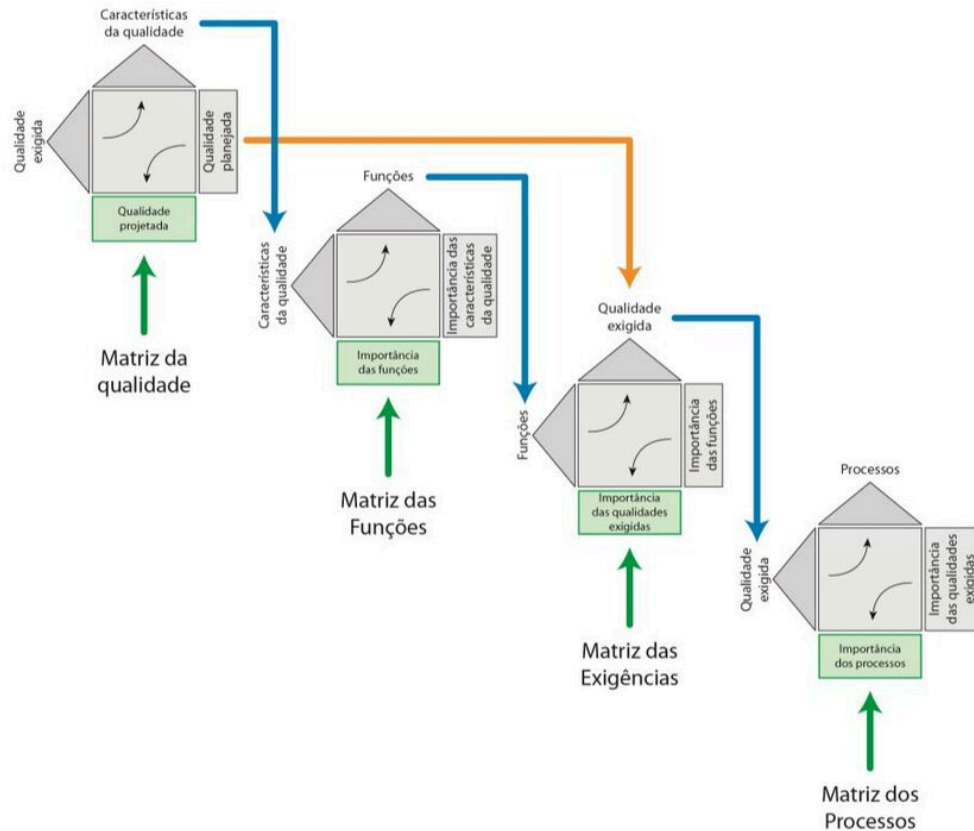 Características
da qualidade
Qualidade
exigida
Qualidade
planejada
Qualidade
projetada
Matriz da
qualidade
Funções
Características
da qualidade
Importância das
características
da qualidade
Importância
das funções
Matriz das
Funções
Qualidade
exigida
Funções
Importância
das funções
Importância
das qualidades
exigidas
Matriz das
Exigências
Processos
Qualidade
exigida
Importância
das qualidades
exigidas
Importância
dos processos
Matriz dos
Processos